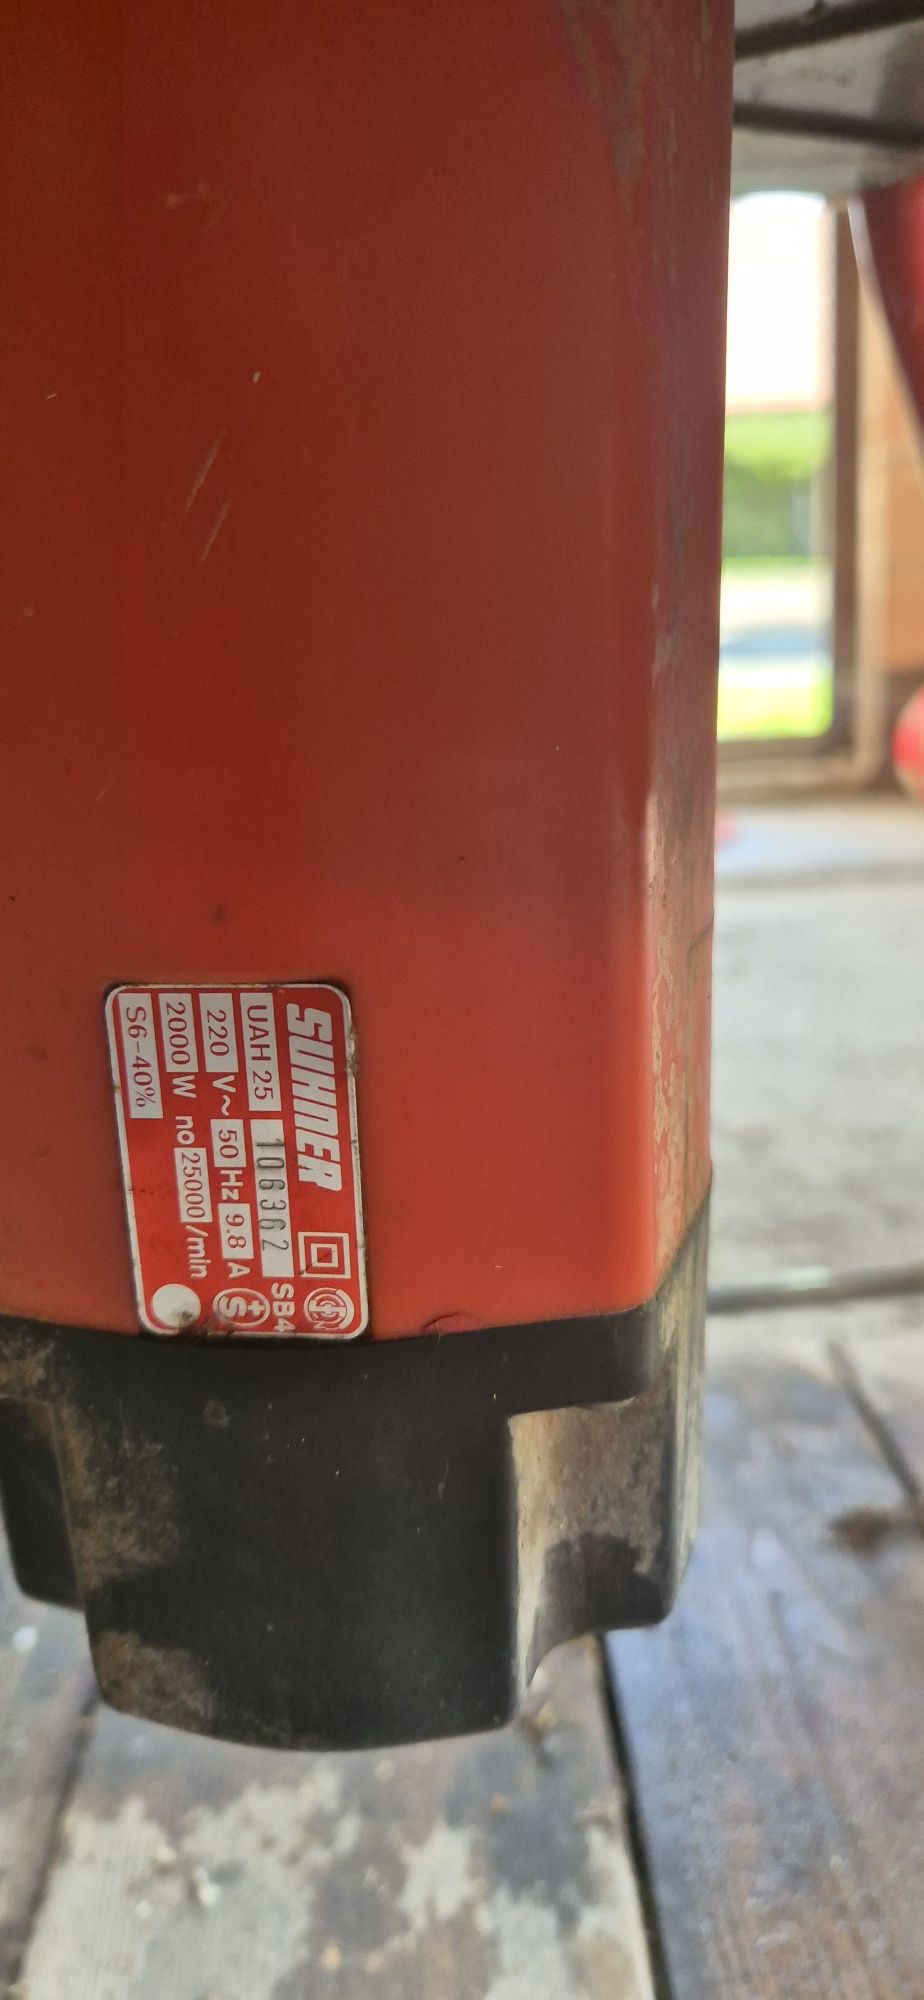 SUHNER
UAH 25 106362 SB4
220 V~ 50 Hz 9.8 A
2000 W no 25000 /min
S6-40%
S